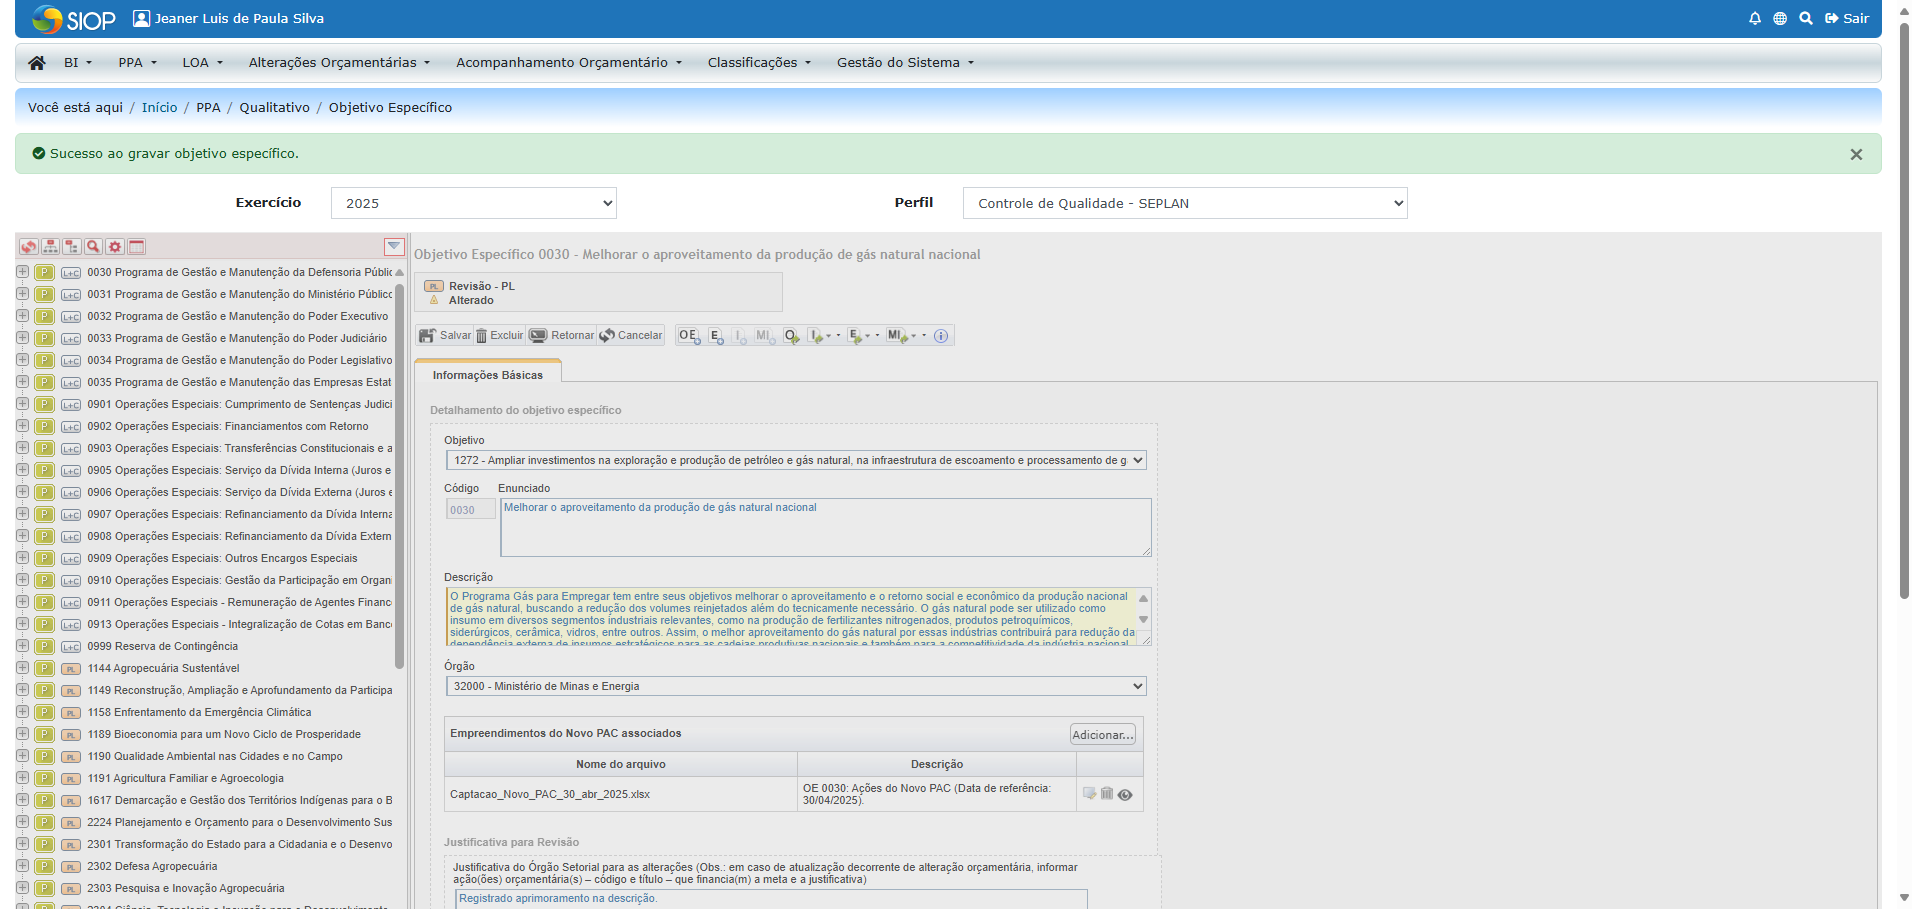 SIOP Jeaner Luis de Paula Silva Sair
BI PPA LOA Alterações Orçamentárias Acompanhamento Orçamentário Classificações Gestão do Sistema
Você está aqui / Início / PPA / Qualitativo / Objetivo Específico
Sucesso ao gravar objetivo específico.
Exercício 2025 Perfil Controle de Qualidade - SEPLAN
P L+C 0030 Programa de Gestão e Manutenção da Defensoria Públic
P L+C 0031 Programa de Gestão e Manutenção do Ministério Público
P L+C 0032 Programa de Gestão e Manutenção do Poder Executivo
P L+C 0033 Programa de Gestão e Manutenção do Poder Judiciário
P L+C 0034 Programa de Gestão e Manutenção do Poder Legislativo
P L+C 0035 Programa de Gestão e Manutenção das Empresas Estat
P L+C 0901 Operações Especiais: Cumprimento de Sentenças Judici
P L+C 0902 Operações Especiais: Financiamentos com Retorno
P L+C 0903 Operações Especiais: Transferências Constitucionais e a
P L+C 0905 Operações Especiais: Serviço da Dívida Interna (Juros e
P L+C 0906 Operações Especiais: Serviço da Dívida Externa (Juros e
P L+C 0907 Operações Especiais: Refinanciamento da Dívida Interna
P L+C 0908 Operações Especiais: Refinanciamento da Dívida Extern
P L+C 0909 Operações Especiais: Outros Encargos Especiais
P L+C 0910 Operações Especiais: Gestão da Participação em Organi
P L+C 0911 Operações Especiais - Remuneração de Agentes Financ
P L+C 0913 Operações Especiais - Integralização de Cotas em Banc
P L+C 0999 Reserva de Contingência
P PL 1144 Agropecuária Sustentável
P PL 1149 Reconstrução, Ampliação e Aprofundamento da Participa
P PL 1158 Enfrentamento da Emergência Climática
P PL 1189 Bioeconomia para um Novo Ciclo de Prosperidade
P PL 1190 Qualidade Ambiental nas Cidades e no Campo
P PL 1191 Agricultura Familiar e Agroecologia
P PL 1617 Demarcação e Gestão dos Territórios Indígenas para o B
P PL 2224 Planejamento e Orçamento para o Desenvolvimento Sus
P PL 2301 Transformação do Estado para a Cidadania e o Desenvo
P PL 2302 Defesa Agropecuária
P PL 2303 Pesquisa e Inovação Agropecuária
Objetivo Específico 0030 - Melhorar o aproveitamento da produção de gás natural nacional
PL Revisão - PL
Alterado
Salvar Excluir Retornar Cancelar OE E I MI O I E MI
Informações Básicas
Detalhamento do objetivo específico
Objetivo
1272 - Ampliar investimentos na exploração e produção de petróleo e gás natural, na infraestrutura de escoamento e processamento de g
Código Enunciado
0030 Melhorar o aproveitamento da produção de gás natural nacional
Descrição
O Programa Gás para Empregar tem entre seus objetivos melhorar o aproveitamento e o retorno social e econômico da produção nacional
de gás natural, buscando a redução dos volumes reinjetados além do tecnicamente necessário. O gás natural pode ser utilizado como
insumo em diversos segmentos industriais relevantes, como na produção de fertilizantes nitrogenados, produtos petroquímicos,
siderúrgicos, cerâmica, vidros, entre outros. Assim, o melhor aproveitamento do gás natural por essas indústrias contribuirá para redução da
dependência externa de insumos estratégicos para as cadeias produtivas nacionais e também para a competitividade da indústria nacional
Órgão
32000 - Ministério de Minas e Energia
Empreendimentos do Novo PAC associados Adicionar...
Nome do arquivo Descrição
Captacao_Novo_PAC_30_abr_2025.xlsx OE 0030: Ações do Novo PAC (Data de referência:
30/04/2025).
Justificativa para Revisão
Justificativa do Órgão Setorial para as alterações (Obs.: em caso de atualização decorrente de alteração orçamentária, informar
ação(ões) orçamentária(s) – código e título – que financia(m) a meta e a justificativa)
Registrado aprimoramento na descrição.